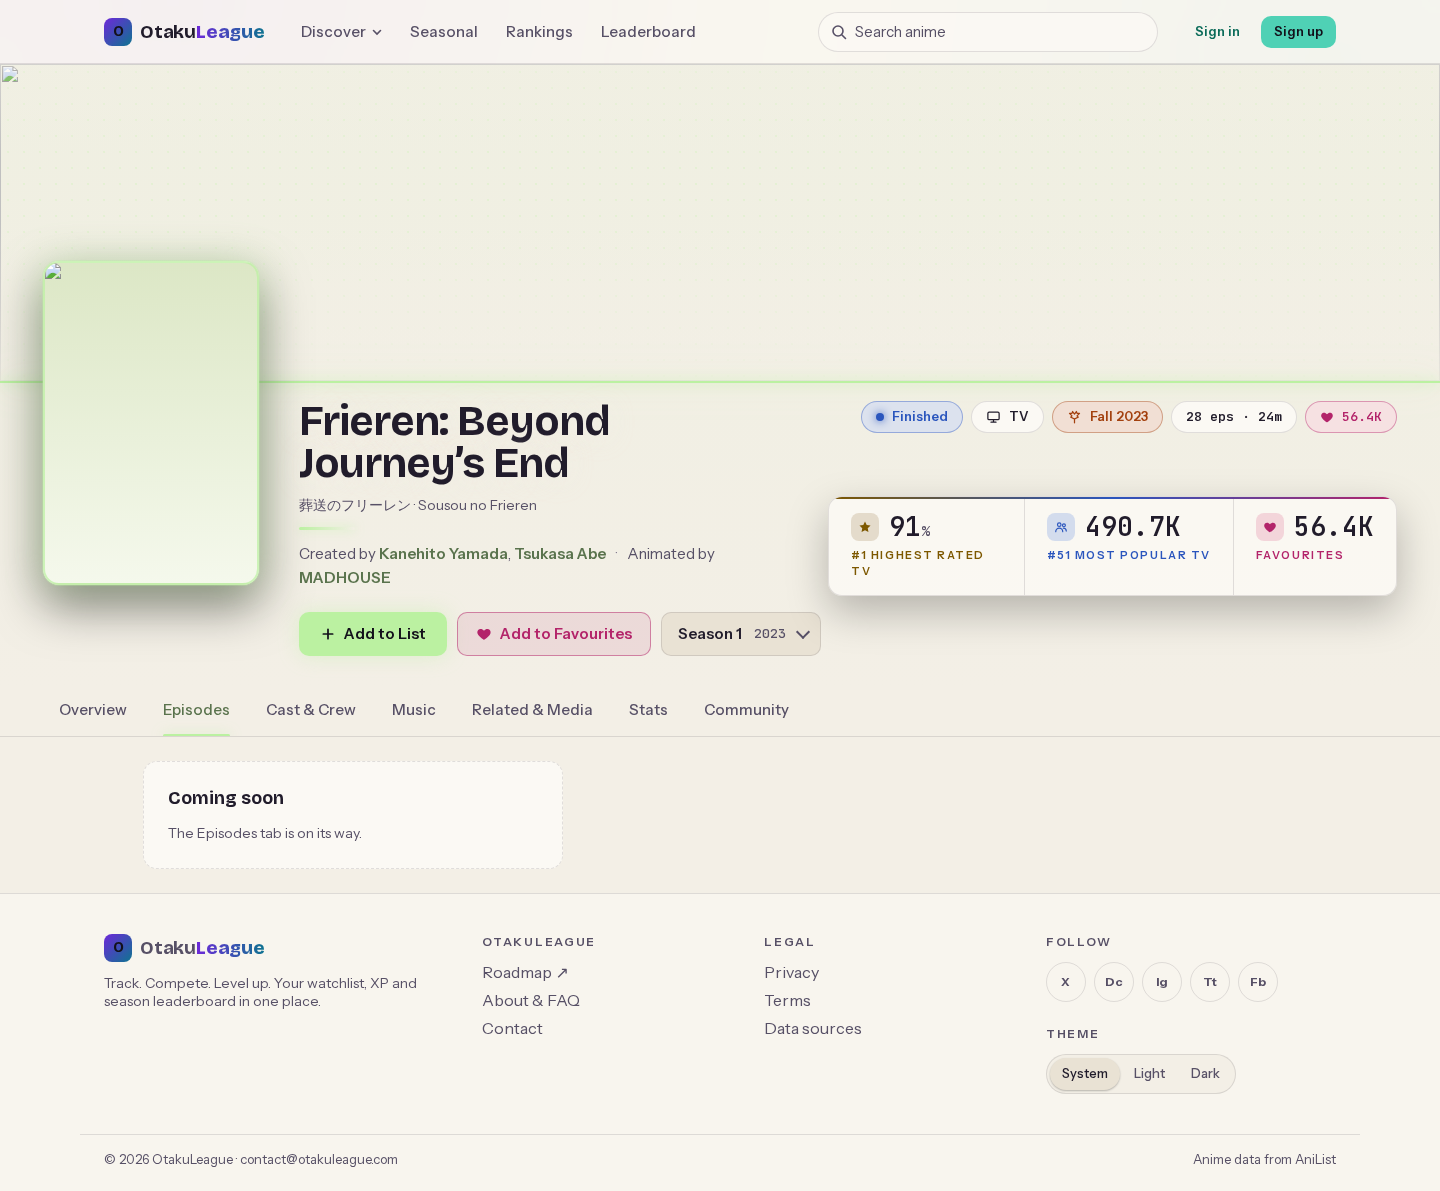 O OtakuLeague Discover Seasonal Rankings Leaderboard Search anime Sign in Sign up
Frieren: Beyond
Journey’s End
葬送のフリーレン · Sousou no Frieren
Created by Kanehito Yamada, Tsukasa Abe · Animated by
MADHOUSE
Add to List Add to Favourites Season 1 2023
Finished TV Fall 2023 28 eps · 24m 56.4K
91% 490.7K 56.4K
#1 HIGHEST RATED
TV
#51 MOST POPULAR TV
FAVOURITES
Overview Episodes Cast & Crew Music Related & Media Stats Community
Coming soon
The Episodes tab is on its way.
O OtakuLeague
Track. Compete. Level up. Your watchlist, XP and
season leaderboard in one place.
OTAKULEAGUE
Roadmap ↗
About & FAQ
Contact
LEGAL
Privacy
Terms
Data sources
FOLLOW
X Dc Ig Tt Fb
THEME
System Light Dark
© 2026 OtakuLeague · contact@otakuleague.com
Anime data from AniList